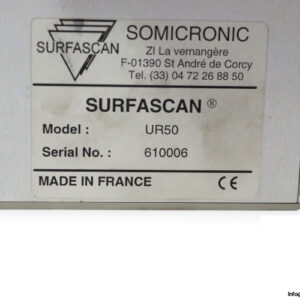 SURFASCAN
SOMICRONIC
ZI La vernangère
F-01390 St André de Corcy
Tel. (33) 04 72 26 88 50
SURFASCAN ®
Model : UR50
Serial No. : 610006
MADE IN FRANCE CE